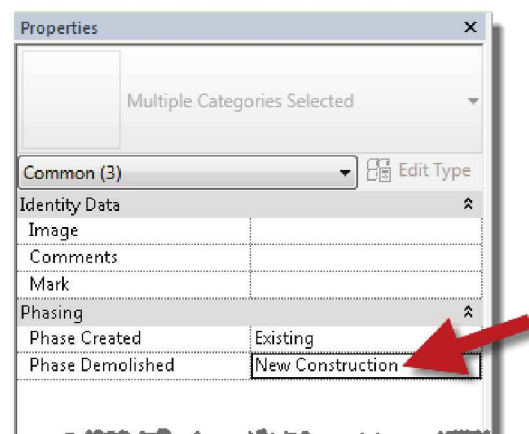 Properties
Multiple Categories Selected
Common (3)
Edit Type
Identity Data
Image
Comments
Mark
Phasing
Phase Created Existing
Phase Demolished New Construction